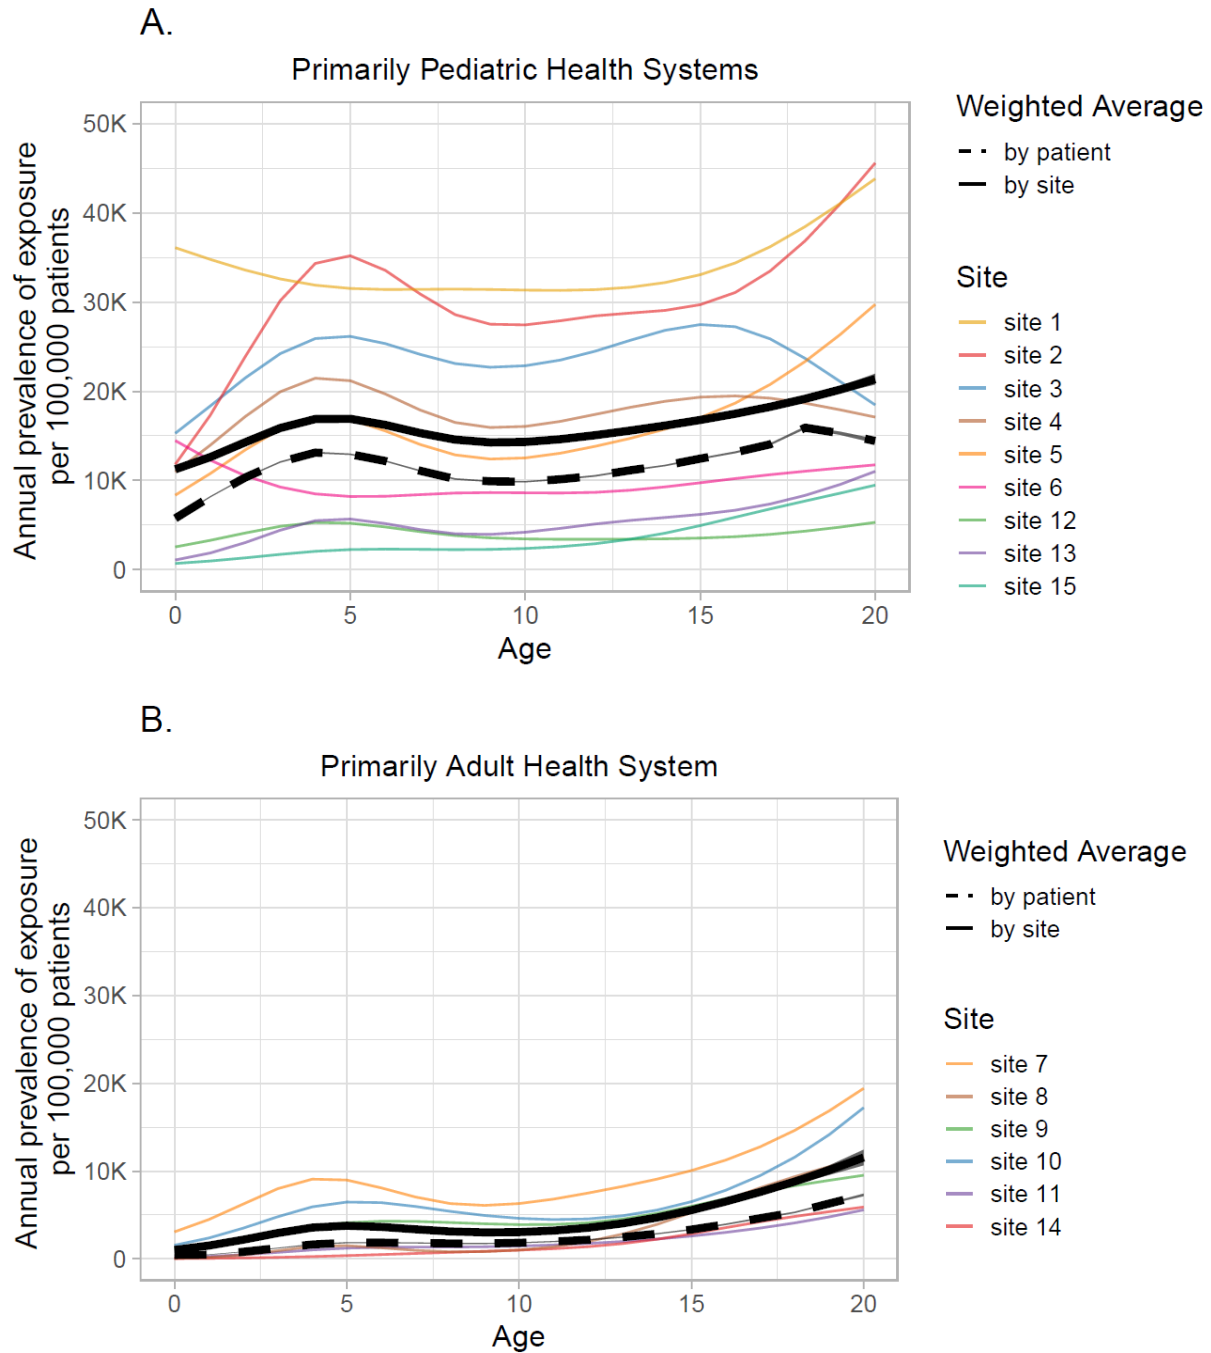 A.
Primarily Pediatric Health Systems
Annual prevalence of exposure
per 100,000 patients
50K
40K
30K
20K
10K
0
0 5 10 15 20
Age
Weighted Average
by patient
by site
Site
site 1
site 2
site 3
site 4
site 5
site 6
site 12
site 13
site 15
B.
Primarily Adult Health System
Annual prevalence of exposure
per 100,000 patients
50K
40K
30K
20K
10K
0
0 5 10 15 20
Age
Weighted Average
by patient
by site
Site
site 7
site 8
site 9
site 10
site 11
site 14